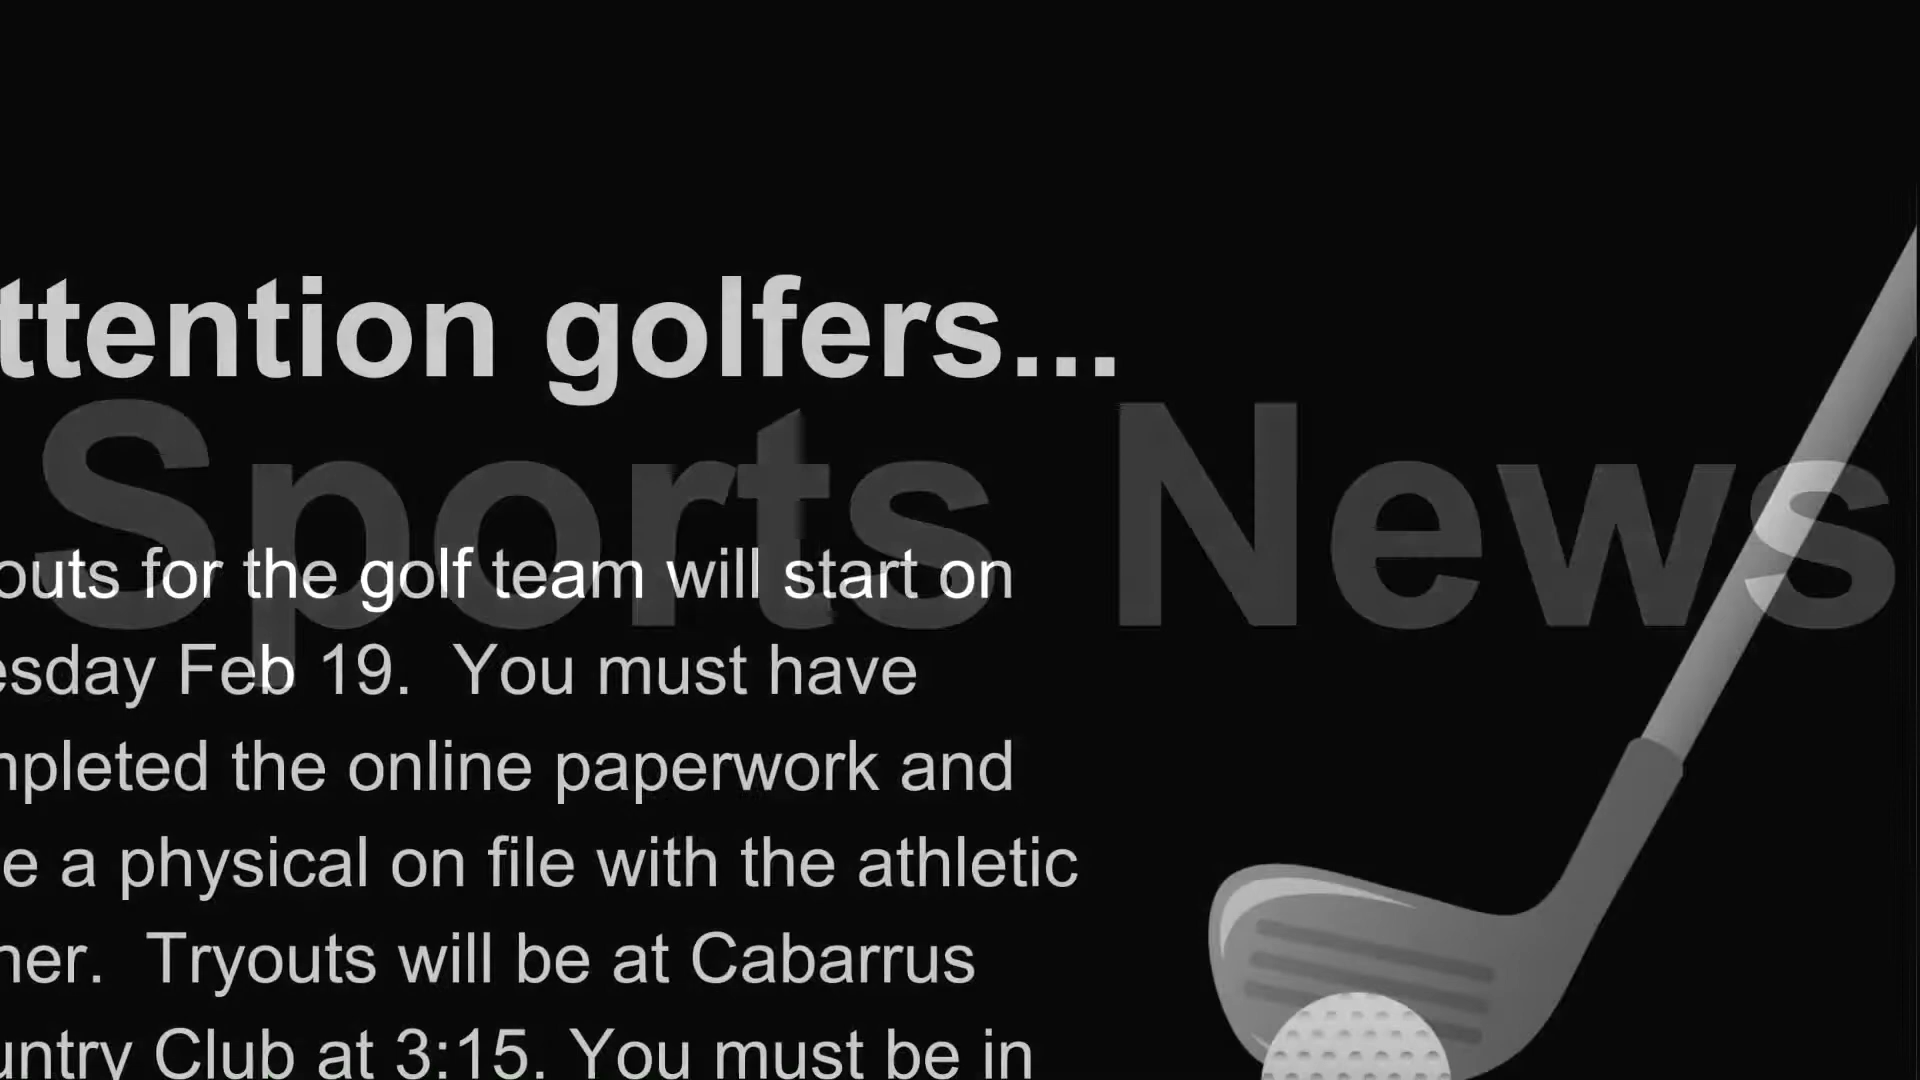 ttention golfers...
Sports News
outs for the golf team will start on
esday Feb 19.  You must have
mpleted the online paperwork and
e a physical on file with the athletic
ner.  Tryouts will be at Cabarrus
untry Club at 3:15. You must be in